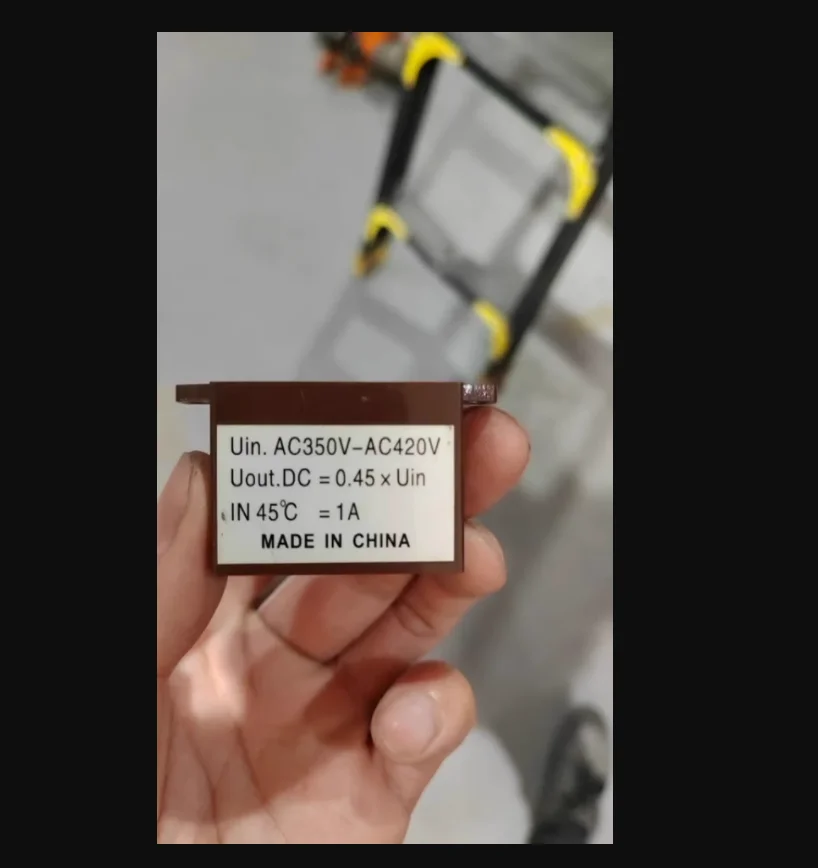 Uin. AC350V-AC420V
Uout.DC = 0.45 x Uin
IN 45℃ = 1A
MADE IN CHINA